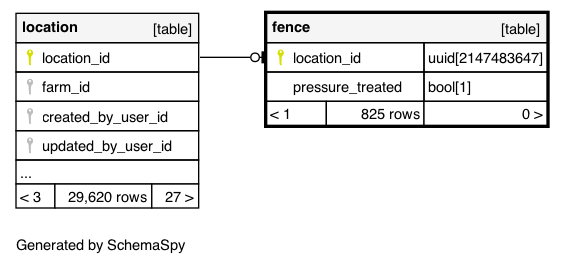 location [table]
location_id
farm_id
created_by_user_id
updated_by_user_id
...
< 3 29,620 rows 27 >
fence [table]
location_id uuid[2147483647]
pressure_treated bool[1]
< 1 825 rows 0 >
Generated by SchemaSpy